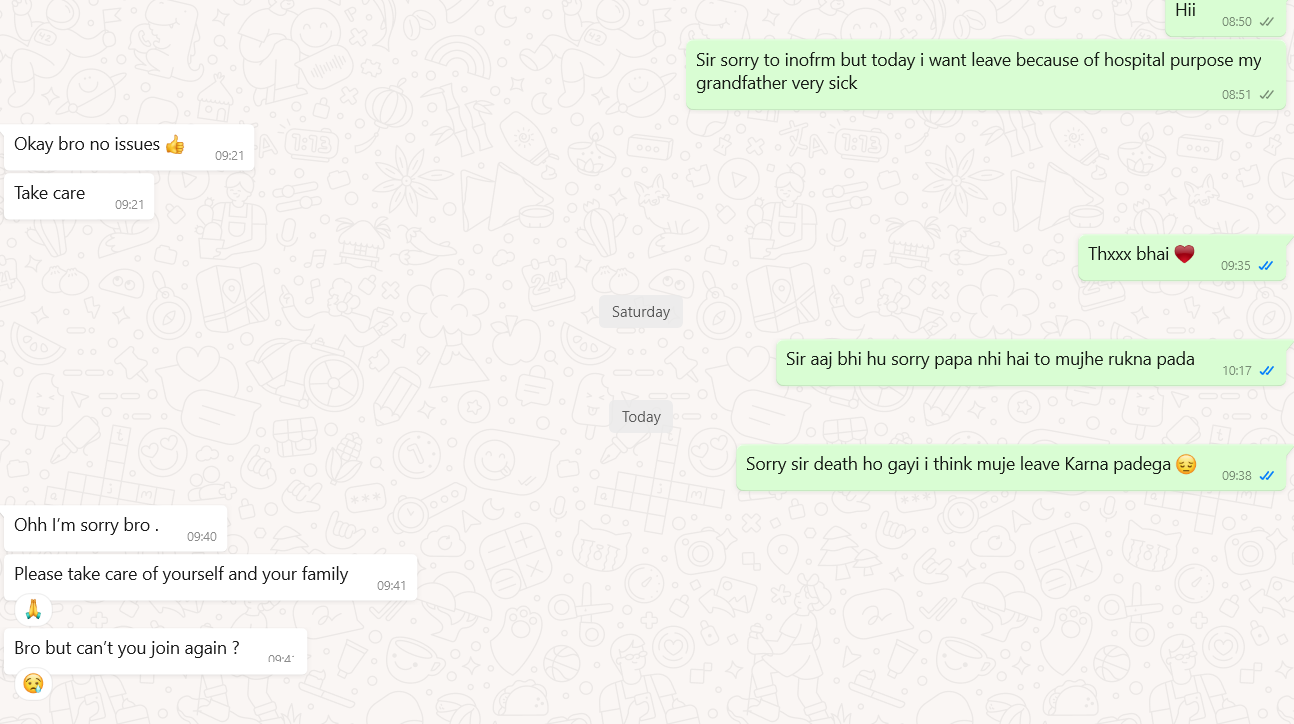 Hii
08:50
Sir sorry to inofrm but today i want leave because of hospital purpose my
grandfather very sick
08:51
Okay bro no issues 👍
09:21
Take care
09:21
Thxxx bhai ♥
09:35
Saturday
Sir aaj bhi hu sorry papa nhi hai to mujhe rukna pada
10:17
Today
Sorry sir death ho gayi i think muje leave Karna padega 😔
09:38
Ohh I'm sorry bro .
09:40
Please take care of yourself and your family
09:41
🙏
Bro but can't you join again ?
09:41
😢